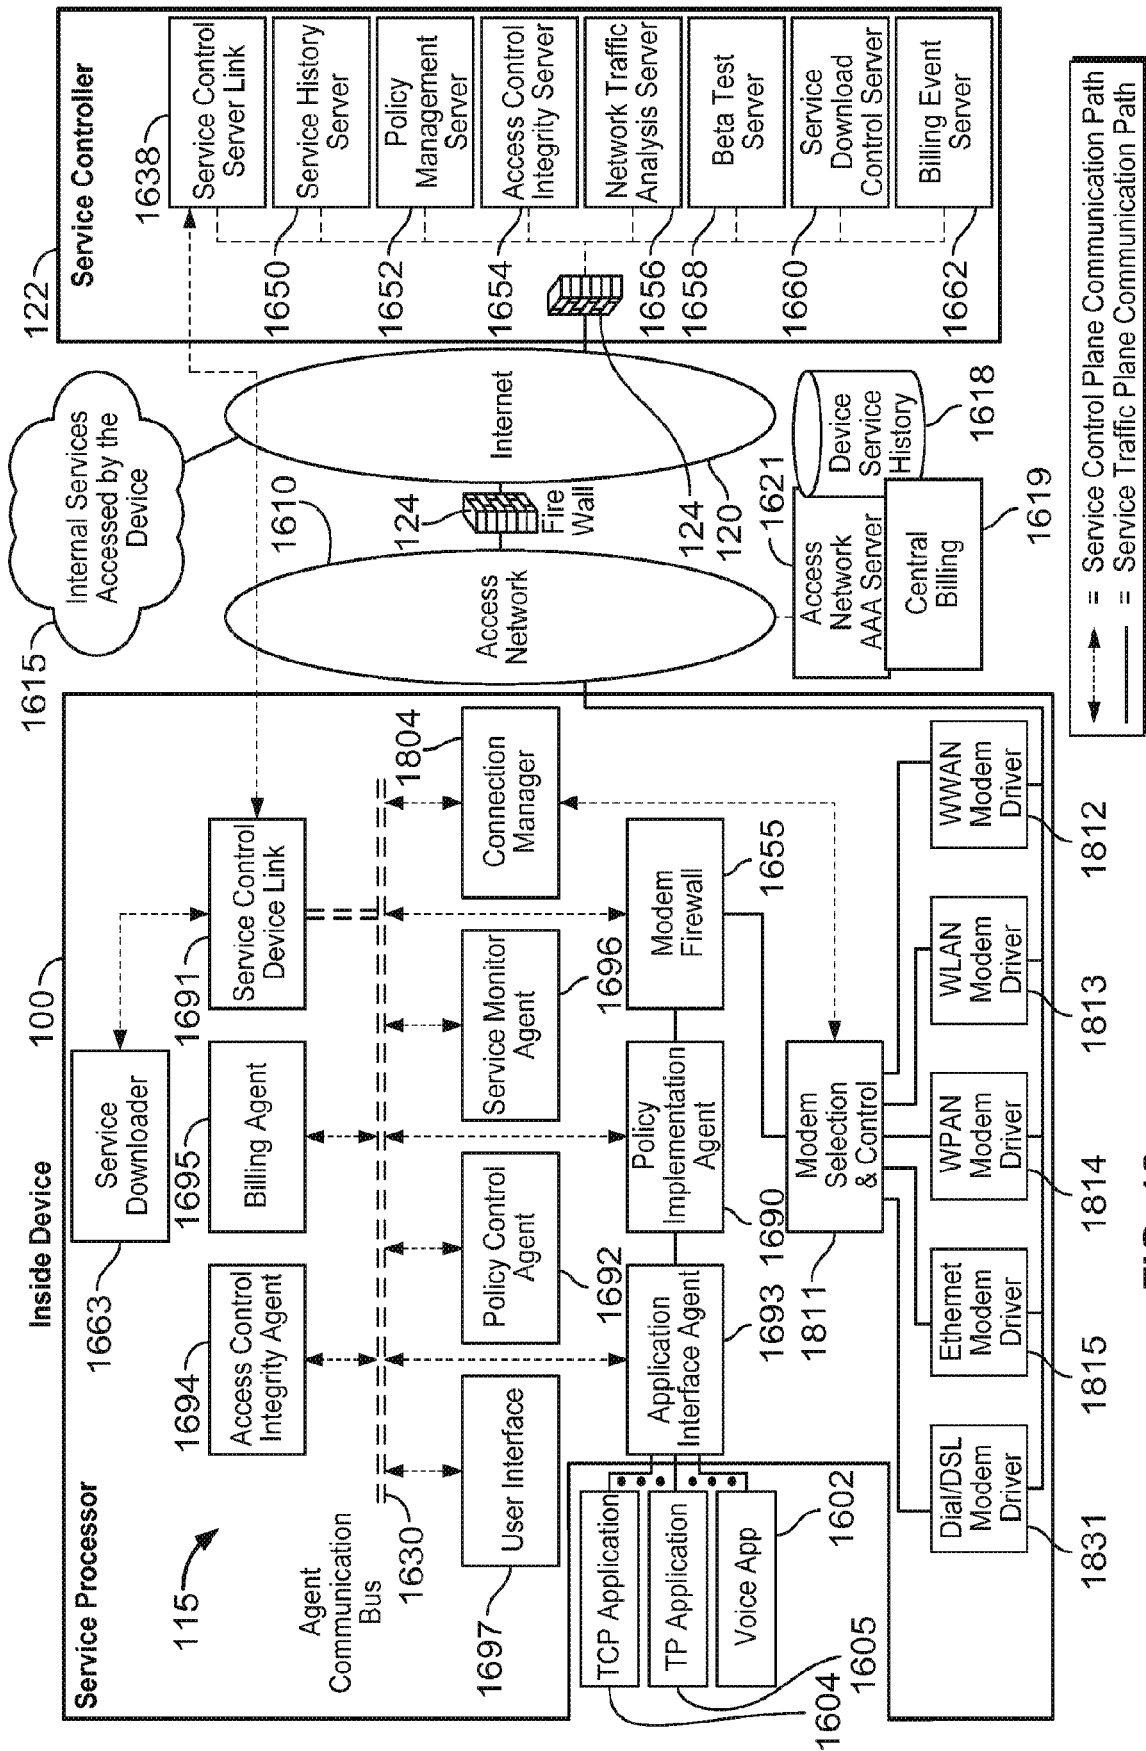 Inside Device
100
Service Processor
115
1663
Service
Downloader
1694
Access Control
Integrity Agent
1695
Billing Agent
1691
Service Control
Device Link
Agent
Communication
Bus
1630
1697
User Interface
Policy Control
Agent
1692
Service Monitor
Agent
1696
Connection
Manager
1804
TCP Application
TP Application
Voice App
1604
1605
1602
Application
Interface Agent
1693
Policy
Implementation
Agent
1690
Modem
Firewall
1655
Modem
Selection
& Control
1811
Dial/DSL
Modem
Driver
1831
Ethernet
Modem
Driver
1815
WPAN
Modem
Driver
1814
WLAN
Modem
Driver
1813
WWAN
Modem
Driver
1812
1615
Internal Services
Accessed by the
Device
1610
Access
Network
124
Fire
Wall
Internet
124
120
1621
Access
Network
AAA Server
Central
Billing
1619
Device
Service
History
1618
122
Service Controller
1638
Service Control
Server Link
1650
Service History
Server
1652
Policy
Management
Server
1654
Access Control
Integrity Server
1656
Network Traffic
Analysis Server
1658
Beta Test
Server
1660
Service
Download
Control Server
1662
Billing Event
Server
= Service Control Plane Communication Path
= Service Traffic Plane Communication Path